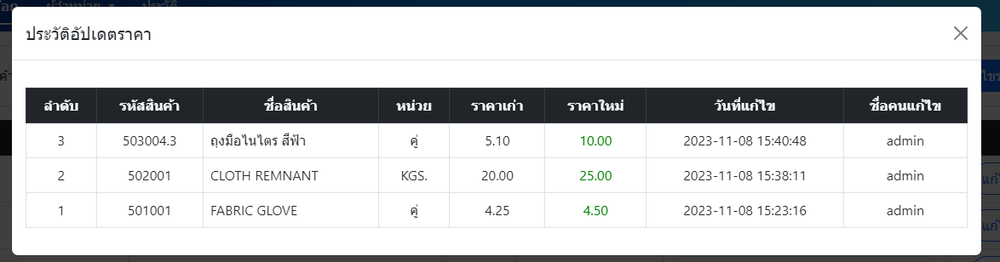 ประวัติอัปเดตราคา
ลำดับ รหัสสินค้า ชื่อสินค้า หน่วย ราคาเก่า ราคาใหม่ วันที่แก้ไข ชื่อคนแก้ไข
3 503004.3 ถุงมือไนไตร สีฟ้า คู่ 5.10 10.00 2023-11-08 15:40:48 admin
2 502001 CLOTH REMNANT KGS. 20.00 25.00 2023-11-08 15:38:11 admin
1 501001 FABRIC GLOVE คู่ 4.25 4.50 2023-11-08 15:23:16 admin